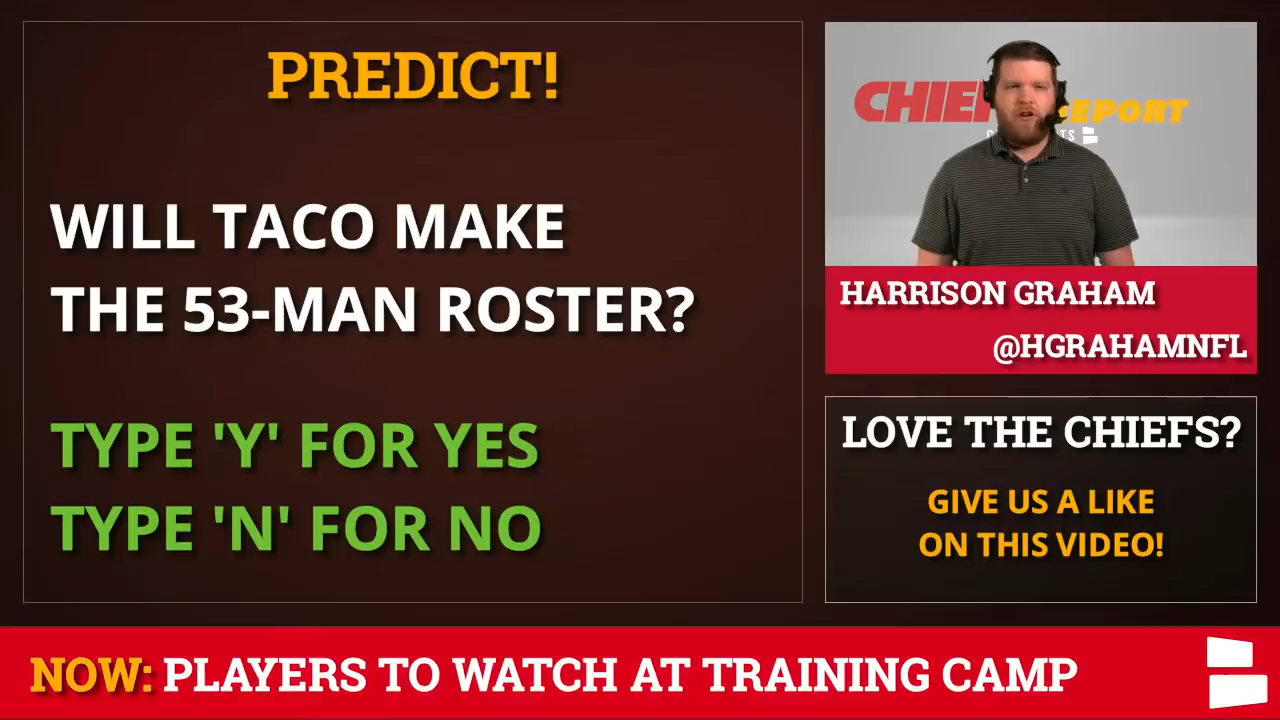 PREDICT!
WILL TACO MAKE
THE 53-MAN ROSTER?
TYPE 'Y' FOR YES
TYPE 'N' FOR NO
HARRISON GRAHAM
@HGRAHAMNFL
LOVE THE CHIEFS?
GIVE US A LIKE
ON THIS VIDEO!
NOW: PLAYERS TO WATCH AT TRAINING CAMP